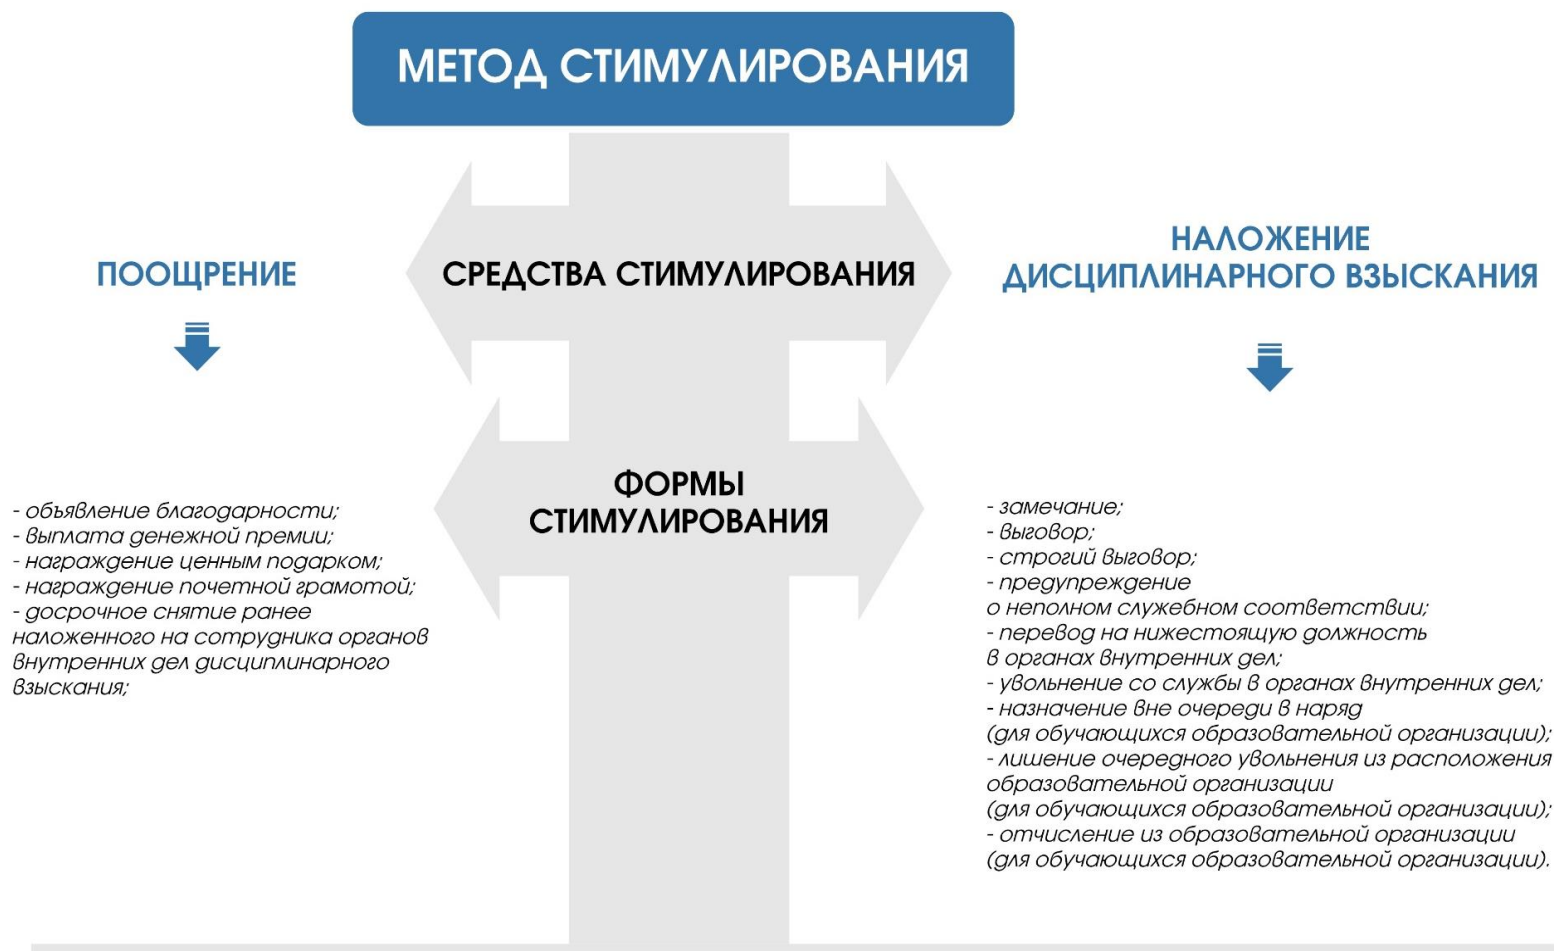 МЕТОД СТИМУЛИРОВАНИЯ
ПООЩРЕНИЕ
СРЕДСТВА СТИМУЛИРОВАНИЯ
НАЛОЖЕНИЕ
ДИСЦИПЛИНАРНОГО ВЗЫСКАНИЯ
ФОРМЫ
СТИМУЛИРОВАНИЯ
- объявление благодарности;
- выплата денежной премии;
- награждение ценным подарком;
- награждение почетной грамотой;
- досрочное снятие ранее
наложенного на сотрудника органов
внутренних дел дисциплинарного
взыскания;
- замечание;
- выговор;
- строгий выговор;
- предупреждение
о неполном служебном соответствии;
- перевод на нижестоящую должность
в органах внутренних дел;
- увольнение со службы в органах внутренних дел;
- назначение вне очереди в наряд
(для обучающихся образовательной организации);
- лишение очередного увольнения из расположения
образовательной организации
(для обучающихся образовательной организации);
- отчисление из образовательной организации
(для обучающихся образовательной организации).